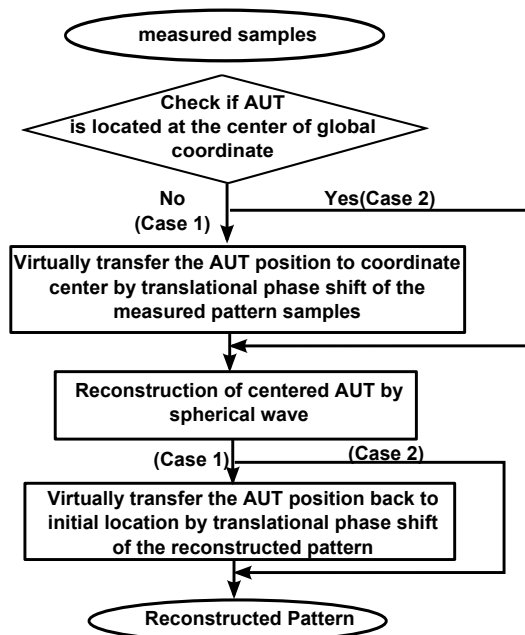 measured samples
Check if AUT
is located at the center of global
coordinate
No
Yes(Case 2)
(Case 1)
Virtually transfer the AUT position to coordinate
center by translational phase shift of the
measured pattern samples
Reconstruction of centered AUT by
spherical wave
(Case 1)
(Case 2)
Virtually transfer the AUT position back to
initial location by translational phase shift
of the reconstructed pattern
Reconstructed Pattern